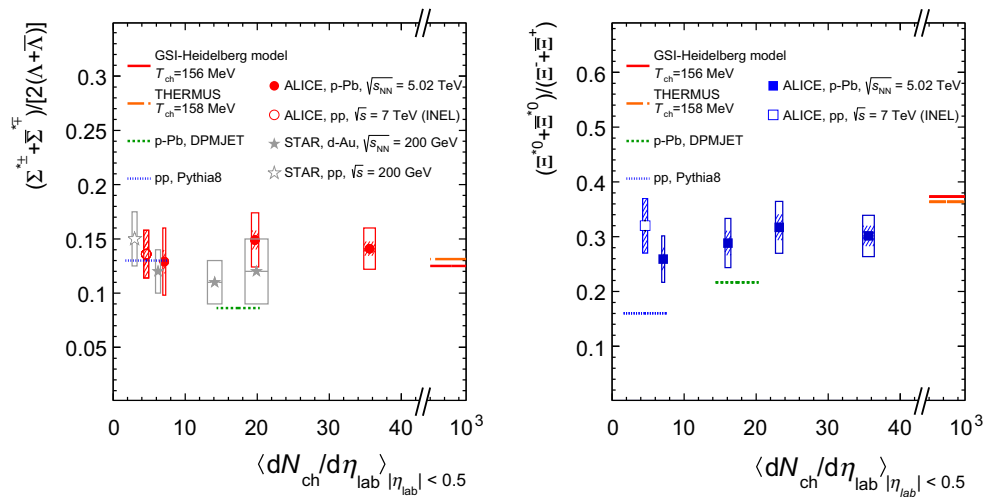 (Σ*± + Σ̅*∓)/[2(Λ+Λ̅)]
0.3
0.25
0.2
0.15
0.1
0.05
GSI-Heidelberg model
T_ch=156 MeV
THERMUS
T_ch=158 MeV
p-Pb, DPMJET
pp, Pythia8
ALICE, p-Pb, √s_NN = 5.02 TeV
ALICE, pp, √s = 7 TeV (INEL)
STAR, d-Au, √s_NN = 200 GeV
STAR, pp, √s = 200 GeV
0 10 20 30 40 10³
⟨dN_ch/dη_lab⟩_|η_lab| < 0.5
(Ξ*0+Ξ̅*0)/(Ξ-+Ξ̅+)
0.6
0.5
0.4
0.3
0.2
0.1
GSI-Heidelberg model
T_ch=156 MeV
THERMUS
T_ch=158 MeV
p-Pb, DPMJET
pp, Pythia8
ALICE, p-Pb, √s_NN = 5.02 TeV
ALICE, pp, √s = 7 TeV (INEL)
0 10 20 30 40 10³
⟨dN_ch/dη_lab⟩_|η_lab| < 0.5